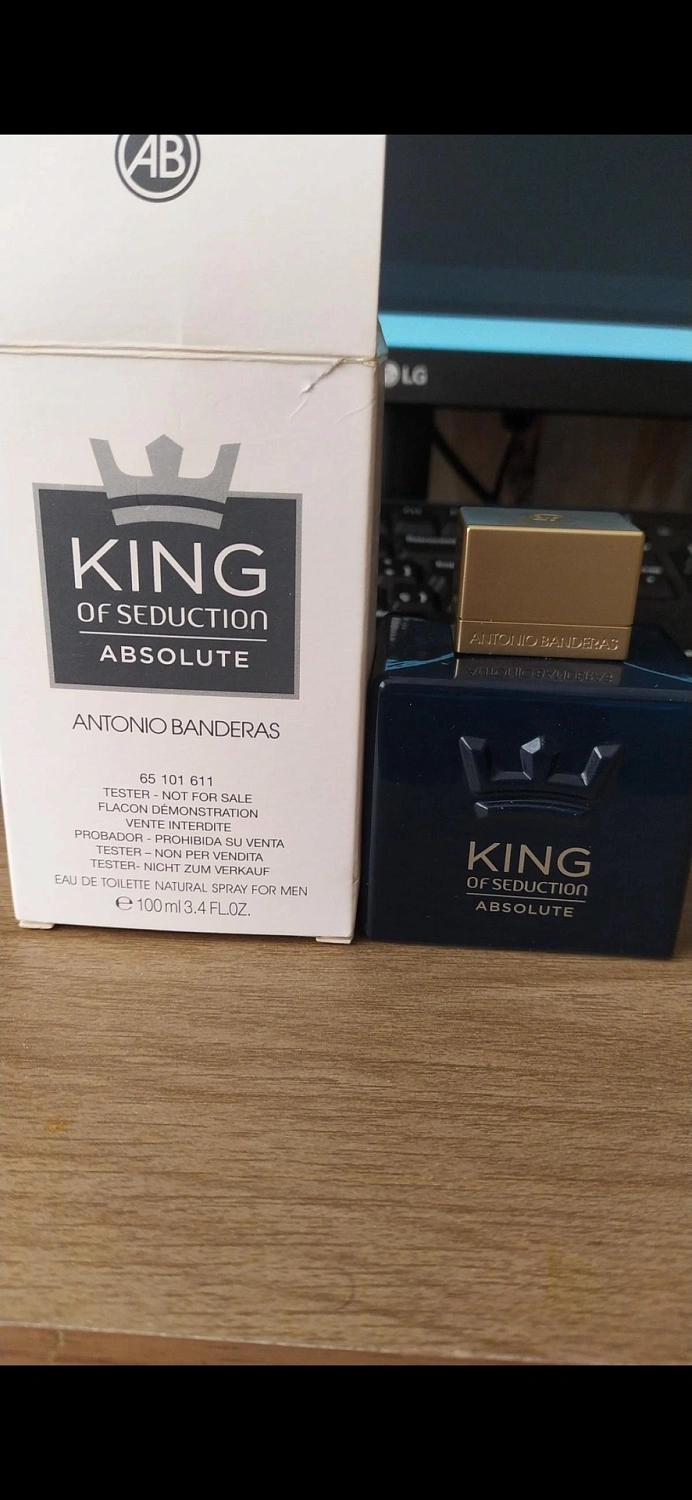 AB
KING
OF SEDUCTION
ABSOLUTE
ANTONIO BANDERAS
65 101 611
TESTER - NOT FOR SALE
FLACON DÉMONSTRATION
VENTE INTERDITE
PROBADOR - PROHIBIDA SU VENTA
TESTER – NON PER VENDITA
TESTER- NICHT ZUM VERKAUF
EAU DE TOILETTE NATURAL SPRAY FOR MEN
℮ 100 ml 3.4 FL.OZ.
LG
ANTONIO BANDERAS
KING
OF SEDUCTION
ABSOLUTE